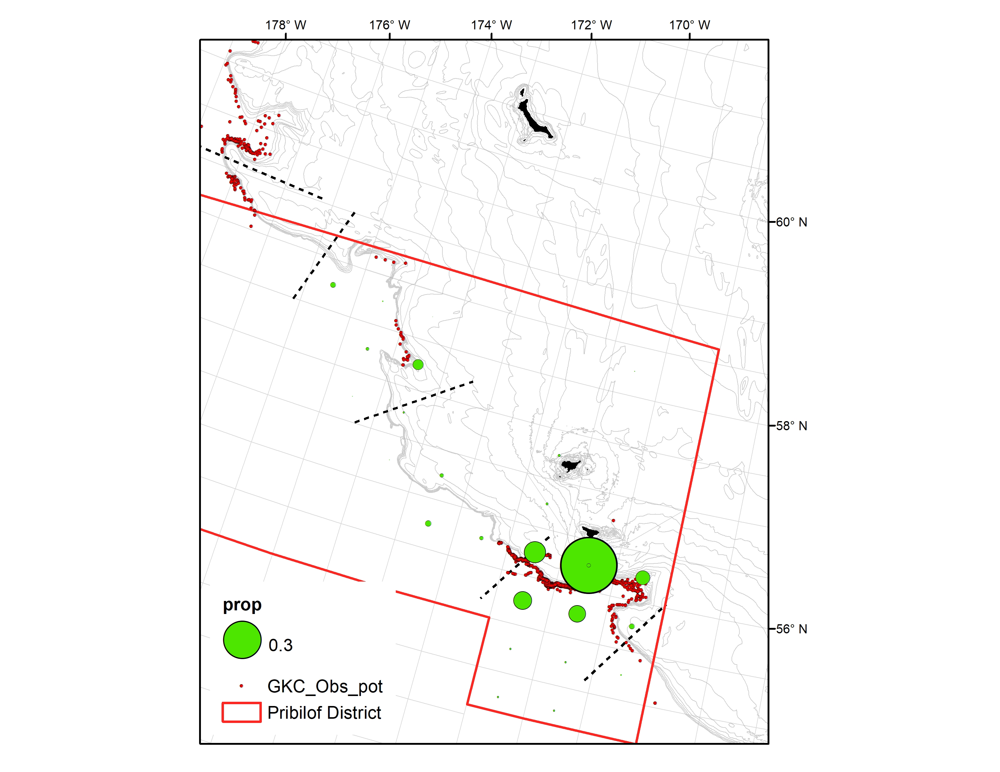 178° W 176° W 174° W 172° W 170° W
60° N
58° N
56° N
prop
0.3
GKC_Obs_pot
Pribilof District